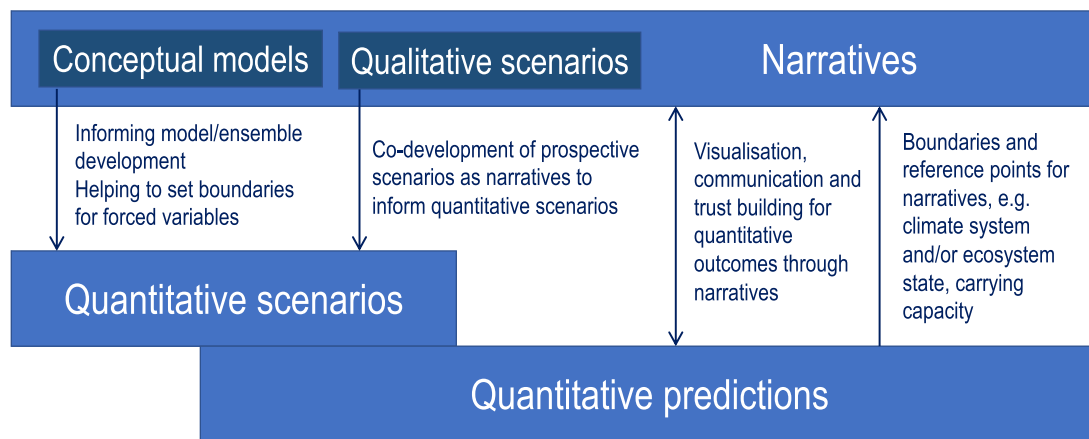 Conceptual models
Qualitative scenarios
Narratives
Informing model/ensemble
development
Helping to set boundaries
for forced variables
Co-development of prospective
scenarios as narratives to
inform quantitative scenarios
Visualisation,
communication and
trust building for
quantitative
outcomes through
narratives
Boundaries and
reference points for
narratives, e.g.
climate system
and/or ecosystem
state, carrying
capacity
Quantitative scenarios
Quantitative predictions